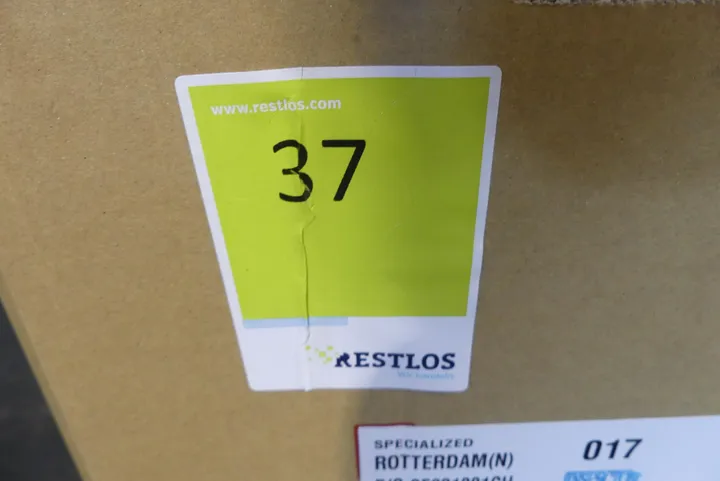 www.restlos.com
37
RESTLOS
SPECIALIZED
017
ROTTERDAM(N)